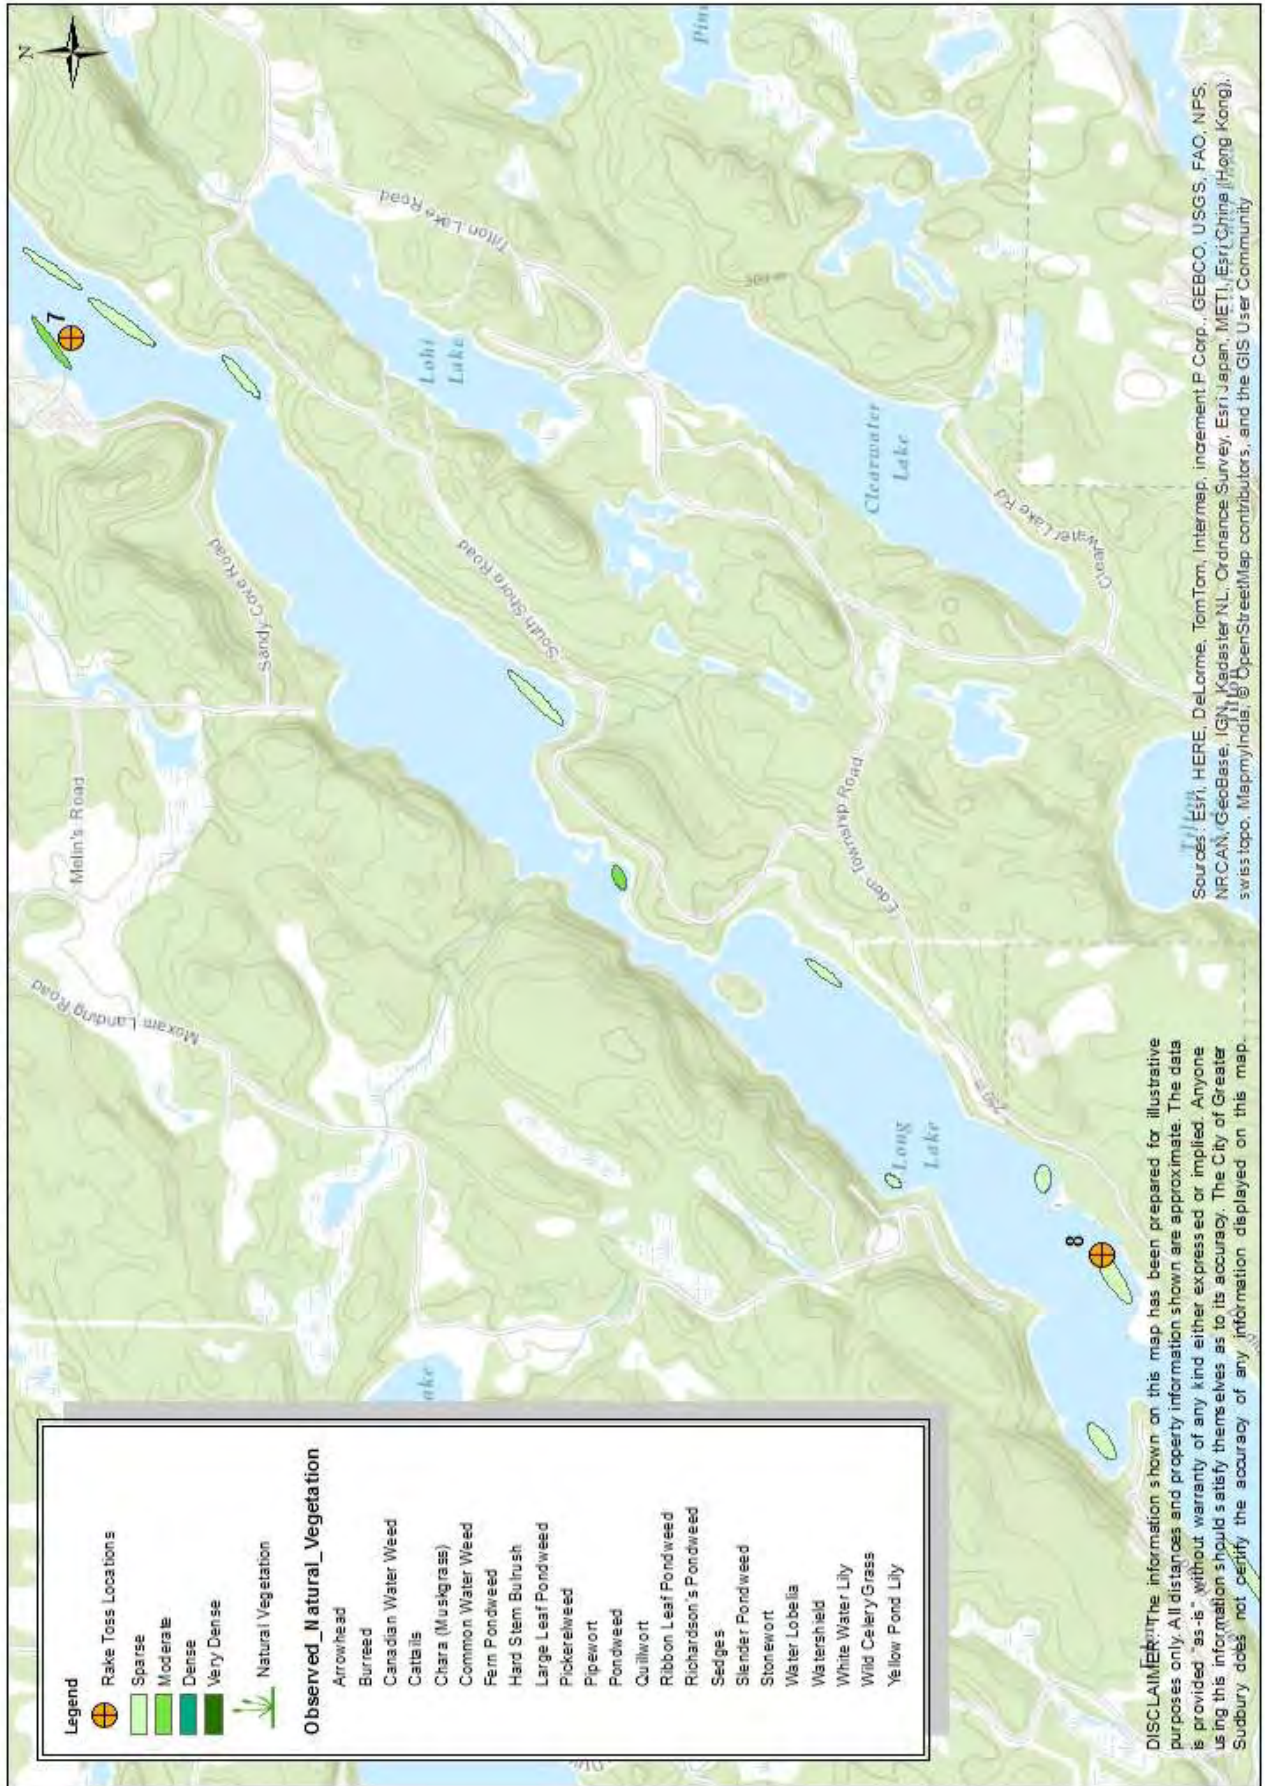 N
7
8
Pine
Tilton Lake Road
Lohi
Lake
Clearwater
Lake
Clearwater Lake Rd
Sandy Cove Road
South Shore Road
Melin's Road
Moxam Landing Road
Eden Township Road
Long
Lake
Tilton
ake
Legend
Rake Toss Locations
Sparse
Moderate
Dense
Very Dense
Natural Vegetation
Observed_Natural_Vegetation
Arrowhead
Burreed
Canadian Water Weed
Cattails
Chara (Muskgrass)
Common Water Weed
Fern Pondweed
Hard Stem Bulrush
Large Leaf Pondweed
Pickerelweed
Pipewort
Pondweed
Quillwort
Ribbon Leaf Pondweed
Richardson's Pondweed
Sedges
Slender Pondweed
Stonewort
Water Lobelia
Watershield
White Water Lily
Wild Celery Grass
Yellow Pond Lily
DISCLAIMER: The information shown on this map has been prepared for illustrative
purposes only. All distances and property information shown are approximate. The data
is provided "as-is", without warranty of any kind either expressed or implied. Anyone
using this information should satisfy themselves as to its accuracy. The City of Greater
Sudbury does not certify the accuracy of any information displayed on this map.
Sources: Esri, HERE, DeLorme, TomTom, Intermap, increment P Corp., GEBCO, USGS, FAO, NPS,
NRCAN, GeoBase, IGN, Kadaster NL, Ordnance Survey, Esri Japan, METI, Esri China (Hong Kong),
swisstopo, MapmyIndia, © OpenStreetMap contributors, and the GIS User Community